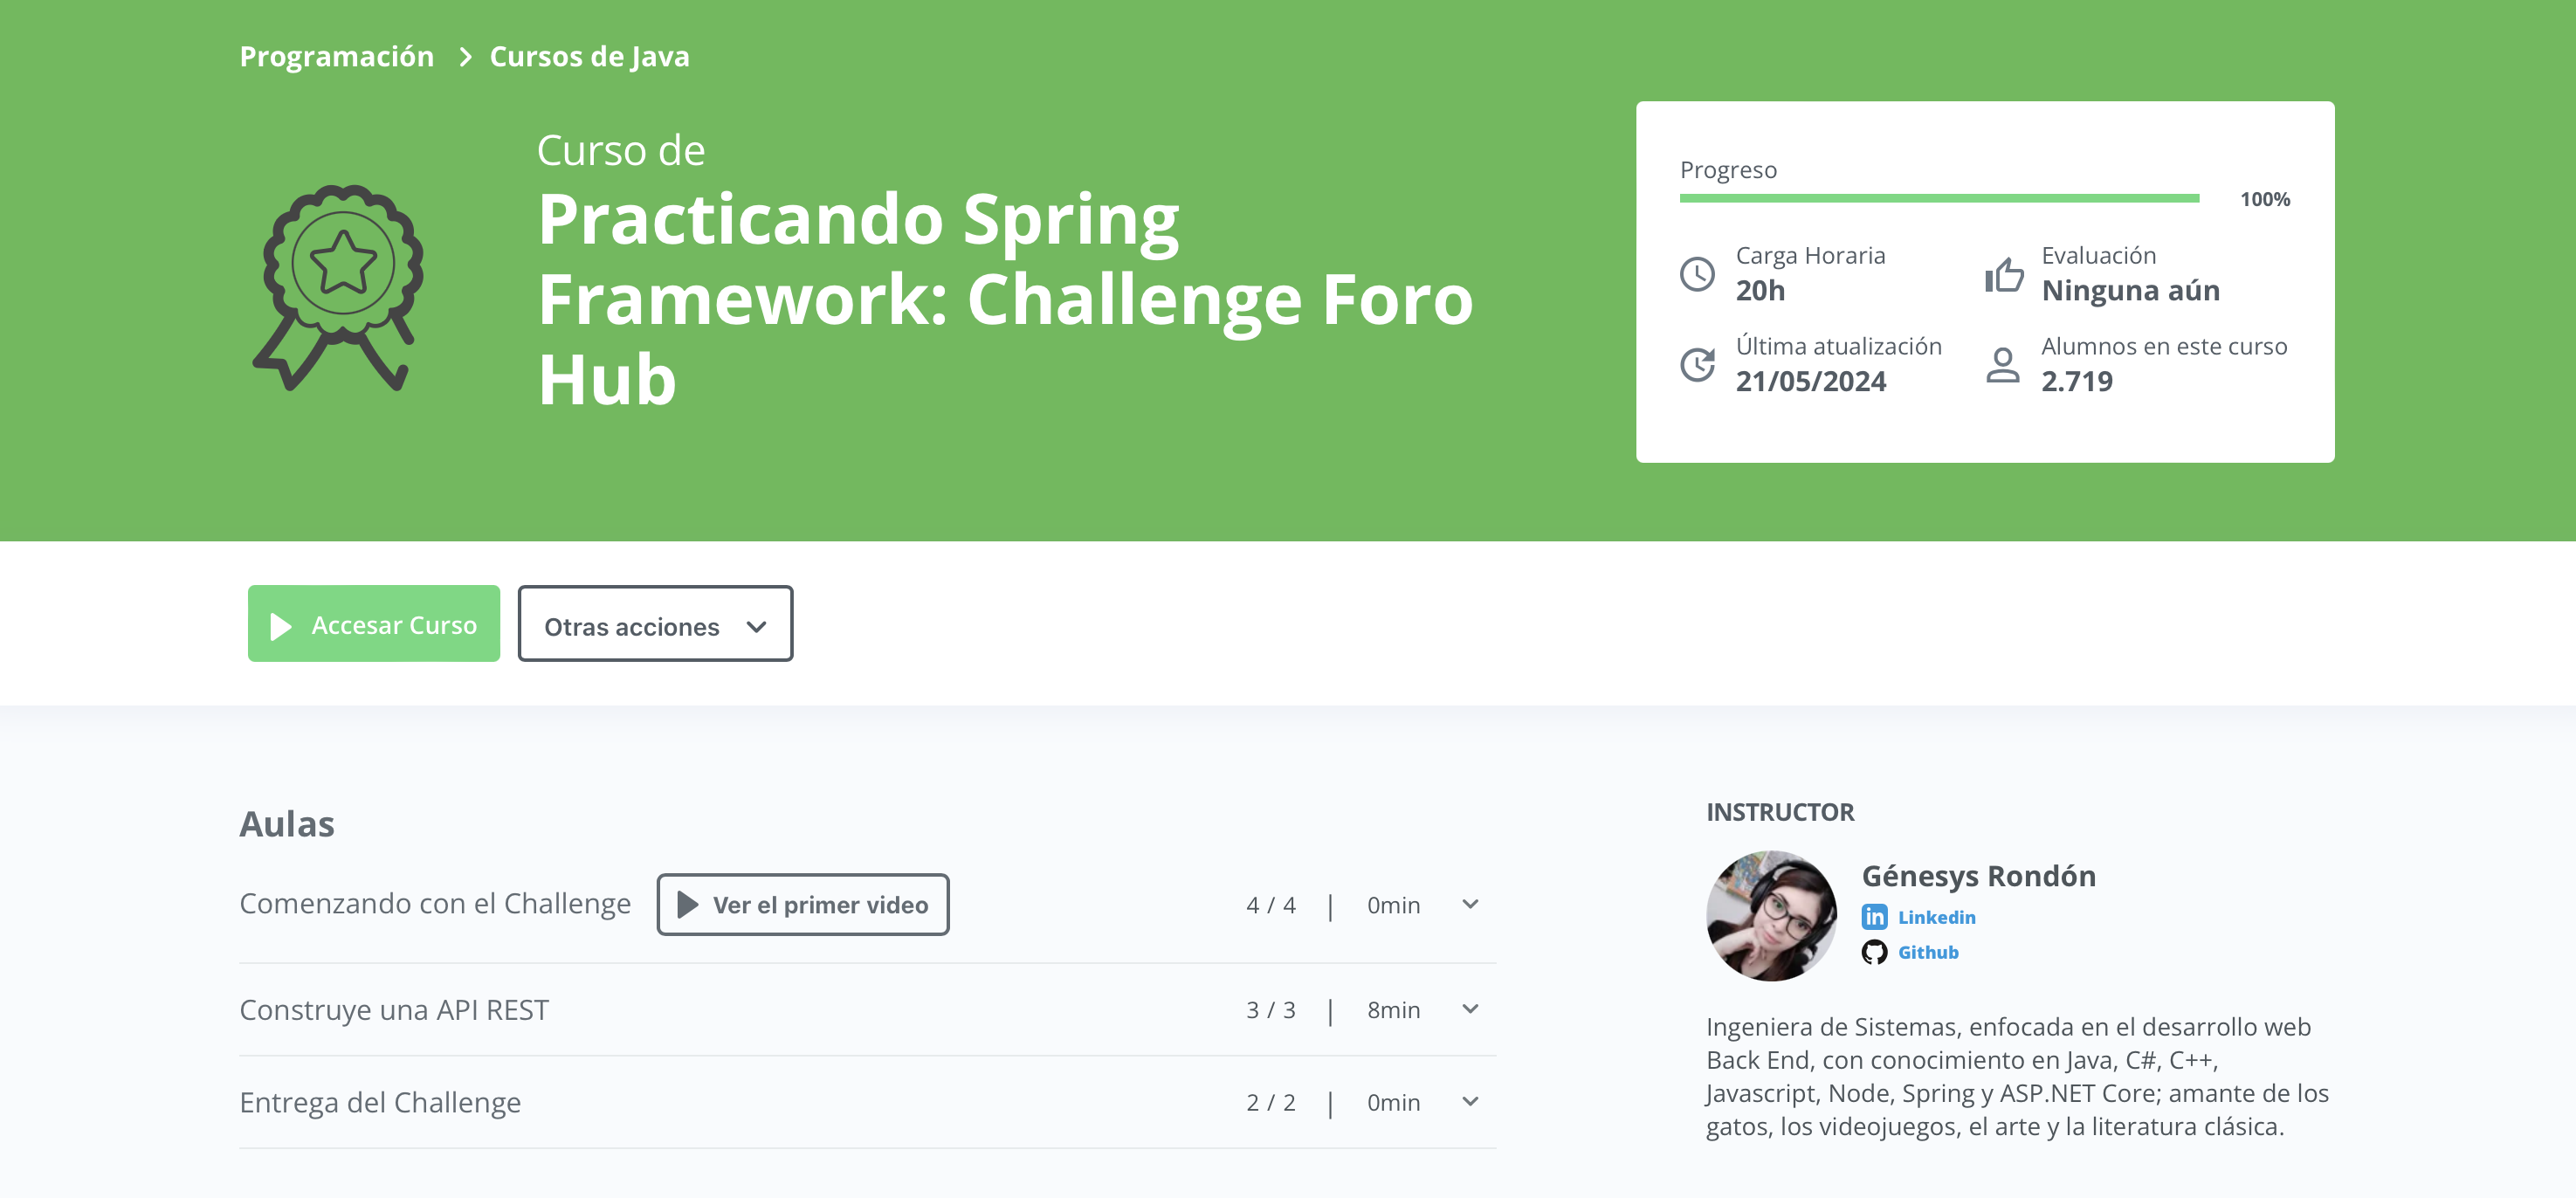 Programación > Cursos de Java
Curso de
Practicando Spring
Framework: Challenge Foro
Hub
Progreso
100%
Carga Horaria
20h
Evaluación
Ninguna aún
Última atualización
21/05/2024
Alumnos en este curso
2.719
Accesar Curso
Otras acciones
Aulas
Comenzando con el Challenge Ver el primer video 4 / 4 | 0min
Construye una API REST 3 / 3 | 8min
Entrega del Challenge 2 / 2 | 0min
INSTRUCTOR
Génesys Rondón
in Linkedin
Github
Ingeniera de Sistemas, enfocada en el desarrollo web
Back End, con conocimiento en Java, C#, C++,
Javascript, Node, Spring y ASP.NET Core; amante de los
gatos, los videojuegos, el arte y la literatura clásica.